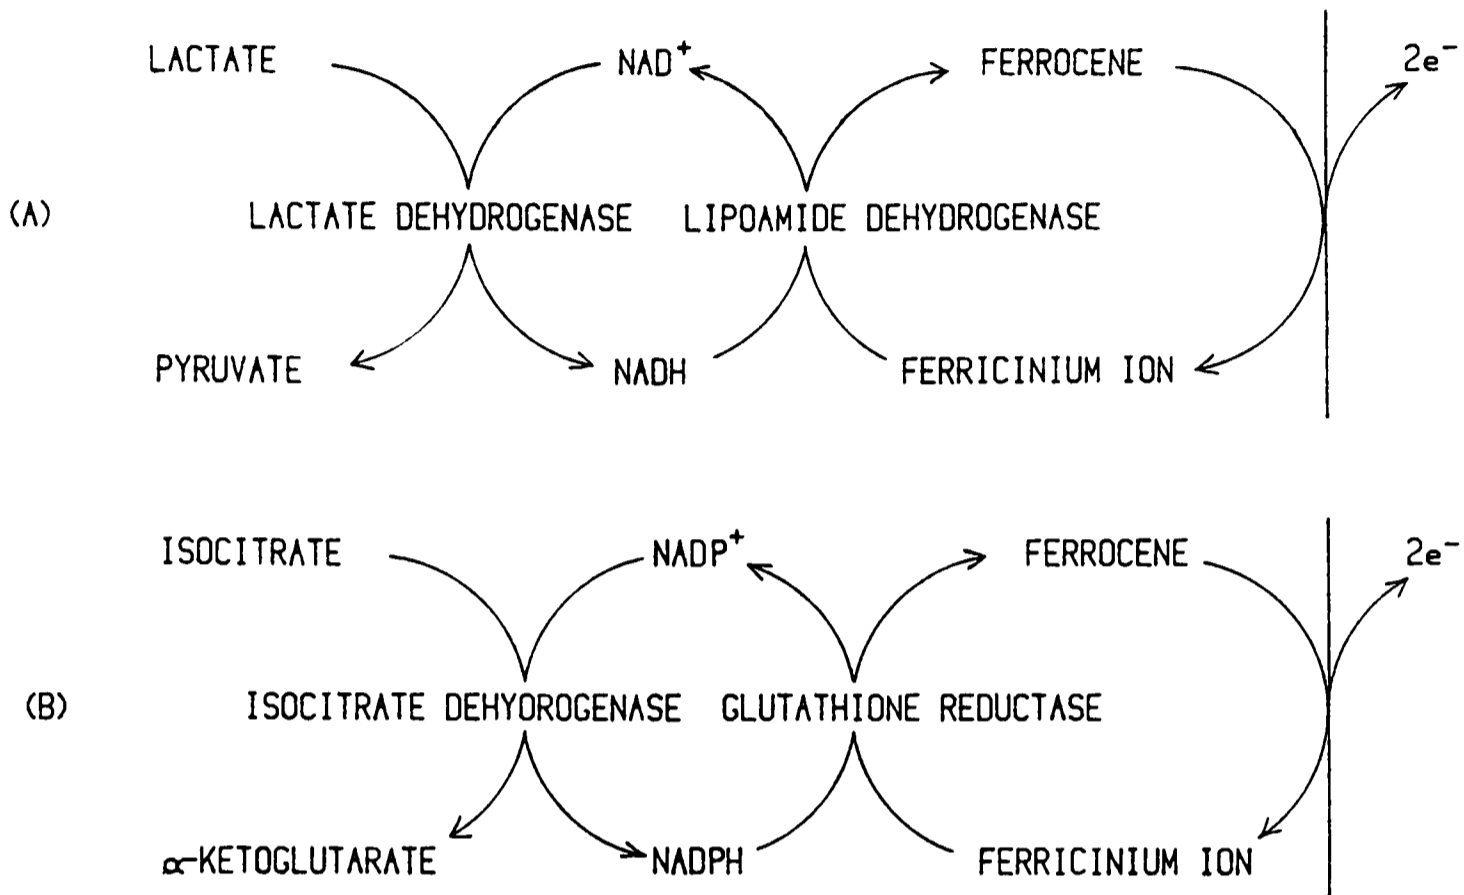 LACTATE NAD+ FERROCENE 2e−
(A) LACTATE DEHYDROGENASE LIPOAMIDE DEHYDROGENASE
PYRUVATE NADH FERRICINIUM ION
ISOCITRATE NADP+ FERROCENE 2e−
(B) ISOCITRATE DEHYDROGENASE GLUTATHIONE REDUCTASE
α-KETOGLUTARATE NADPH FERRICINIUM ION